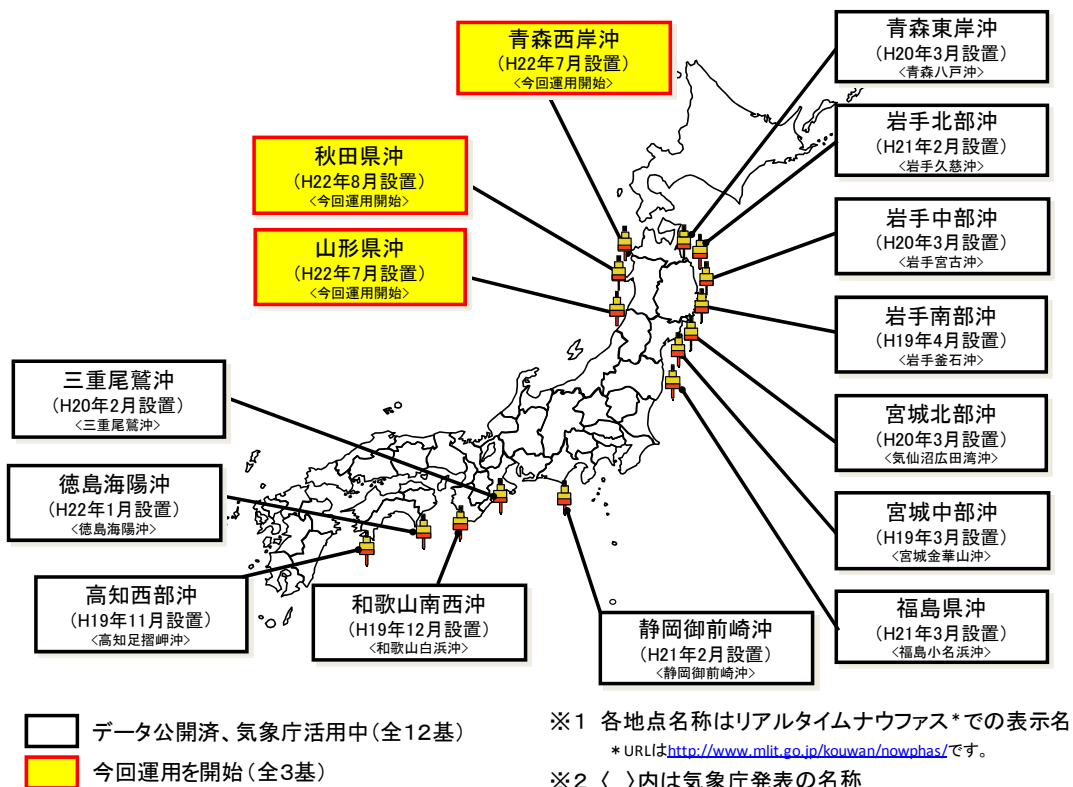 青森西岸沖
(H22年7月設置)
<今回運用開始>
青森東岸沖
(H20年3月設置)
<青森八戸沖>
岩手北部沖
(H21年2月設置)
<岩手久慈沖>
秋田県沖
(H22年8月設置)
<今回運用開始>
岩手中部沖
(H20年3月設置)
<岩手宮古沖>
山形県沖
(H22年7月設置)
<今回運用開始>
岩手南部沖
(H19年4月設置)
<岩手釜石沖>
三重尾鷲沖
(H20年2月設置)
<三重尾鷲沖>
宮城北部沖
(H20年3月設置)
<気仙沼広田湾沖>
徳島海陽沖
(H22年1月設置)
<徳島海陽沖>
宮城中部沖
(H19年3月設置)
<宮城金華山沖>
高知西部沖
(H19年11月設置)
<高知足摺岬沖>
和歌山南西沖
(H19年12月設置)
<和歌山白浜沖>
静岡御前崎沖
(H21年2月設置)
<静岡御前崎沖>
福島県沖
(H21年3月設置)
<福島小名浜沖>
データ公開済、気象庁活用中(全12基)
今回運用を開始(全3基)
※1 各地点名称はリアルタイムナウファス*での表示名
*URLはhttp://www.mlit.go.jp/kouwan/nowphas/です。
※2 < >内は気象庁発表の名称